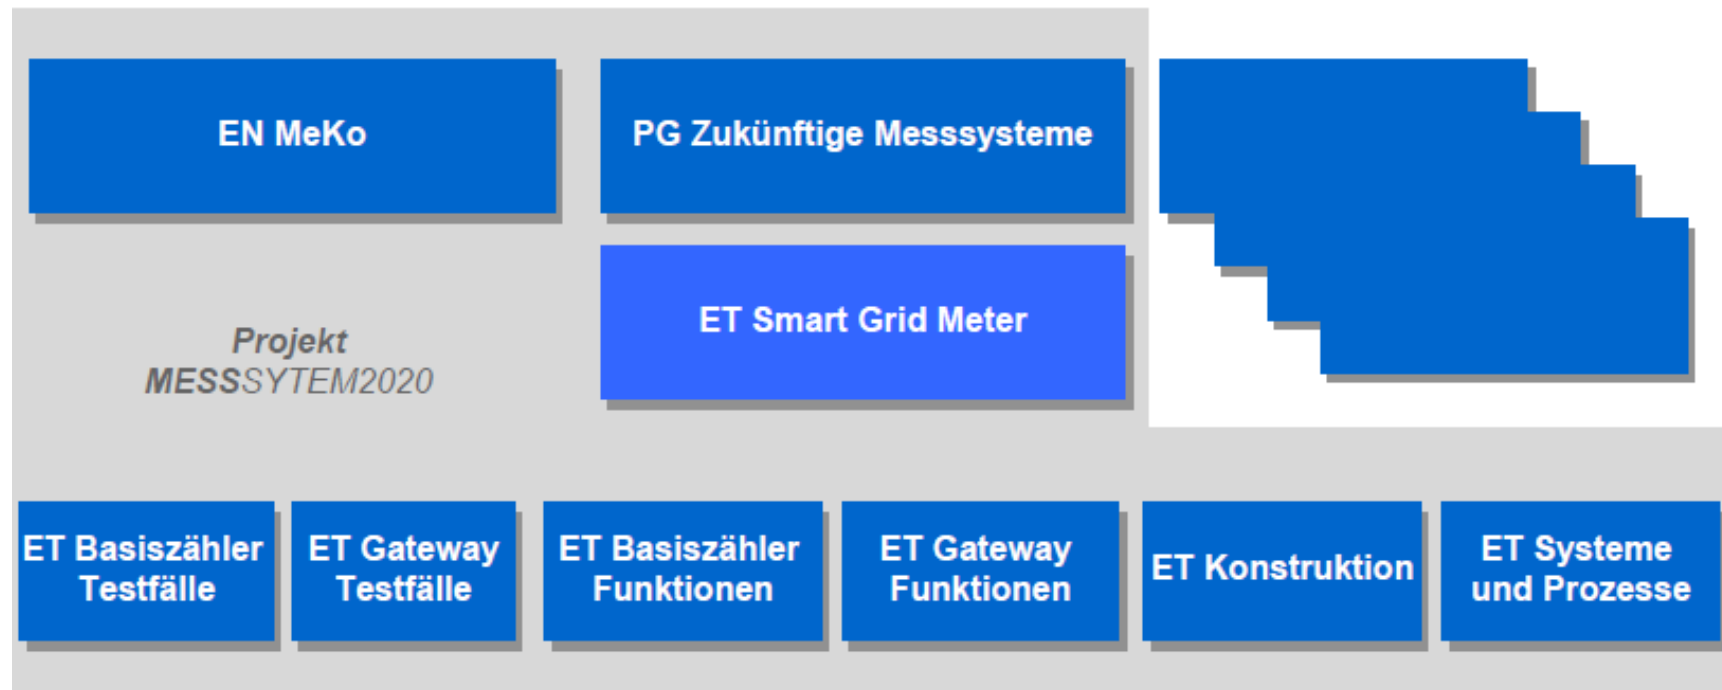 EN MeKo
PG Zukünftige Messsysteme
ET Smart Grid Meter
Projekt
MESSSYTEM2020
ET Basiszähler
Testfälle
ET Gateway
Testfälle
ET Basiszähler
Funktionen
ET Gateway
Funktionen
ET Konstruktion
ET Systeme
und Prozesse